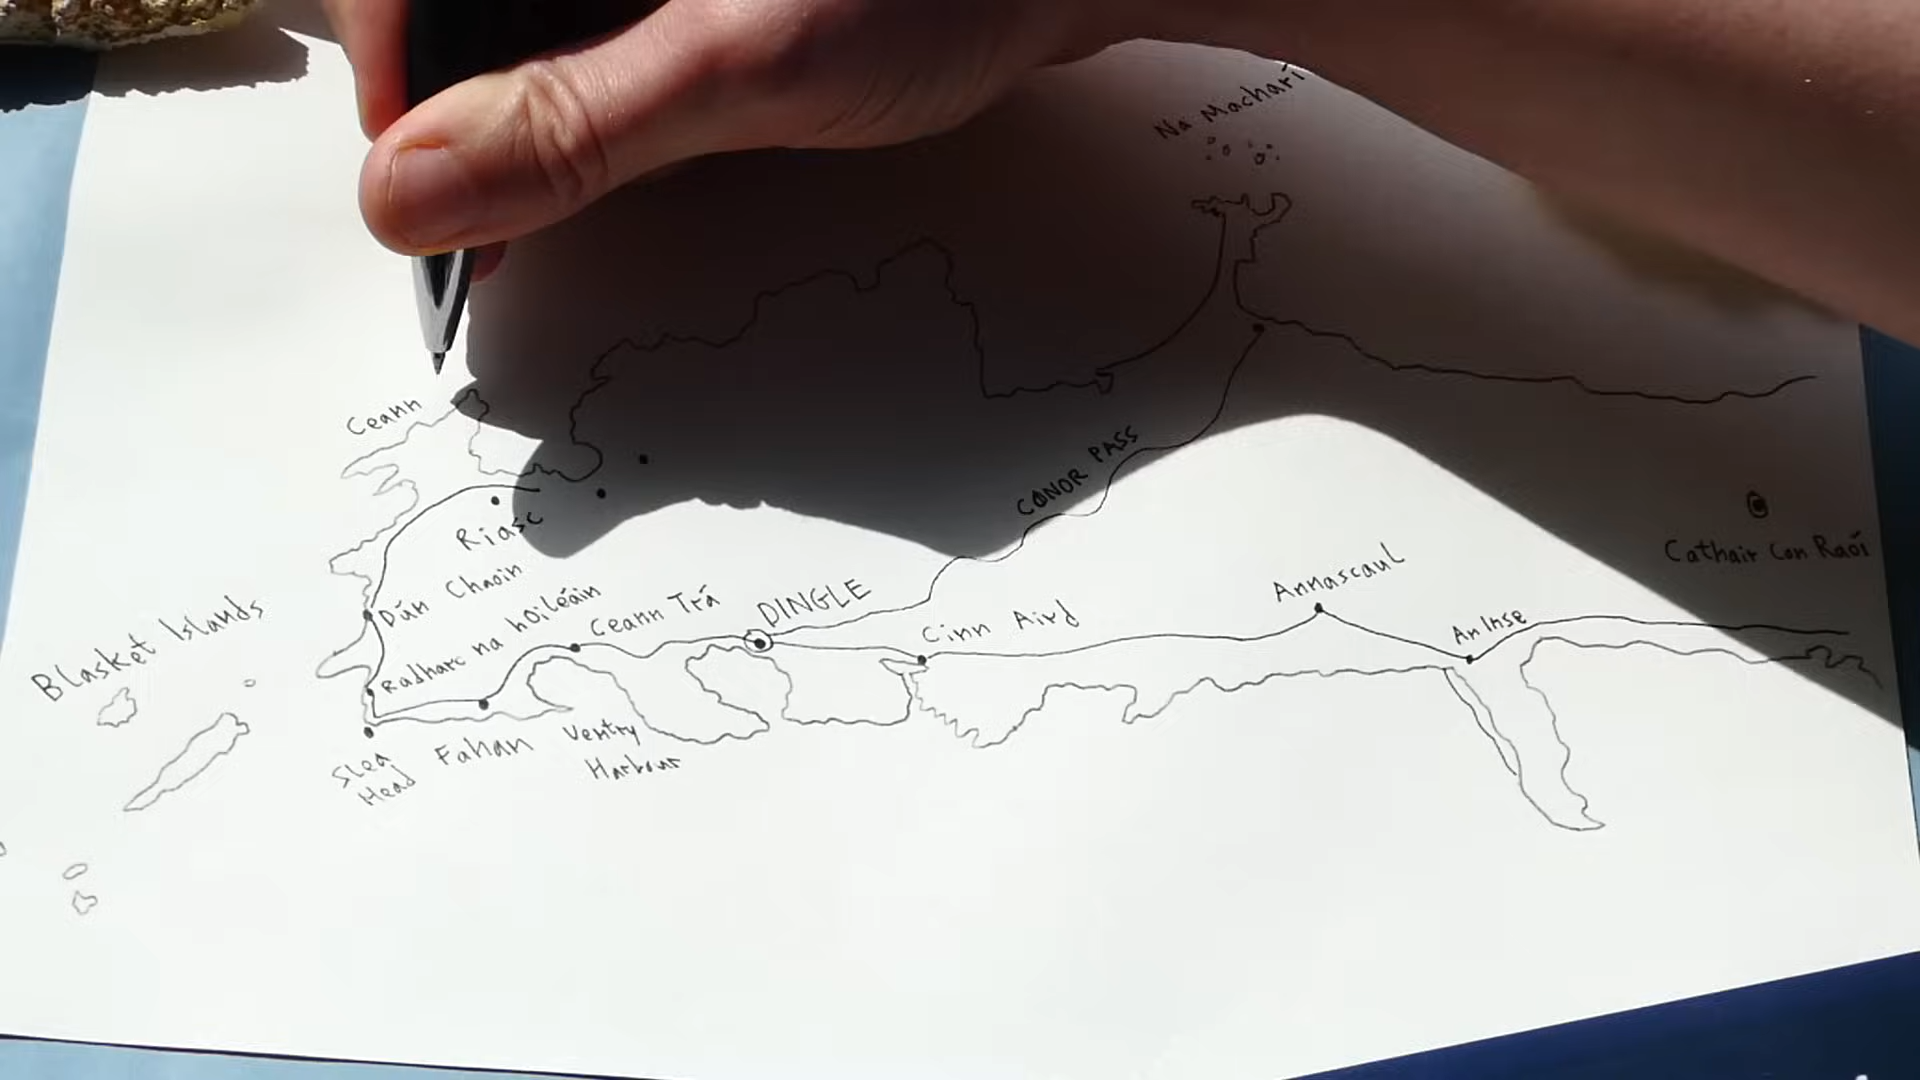 Na Macharí
Ceann
CONOR PASS
Riasc
Cathair Con Raoí
Dún Chaoin
Annascaul
Blasket Islands
Radharc na hOileáin
Ceann Trá
DINGLE
Cinn Aird
An Inse
Slea
Head
Fahan
Ventry
Harbour